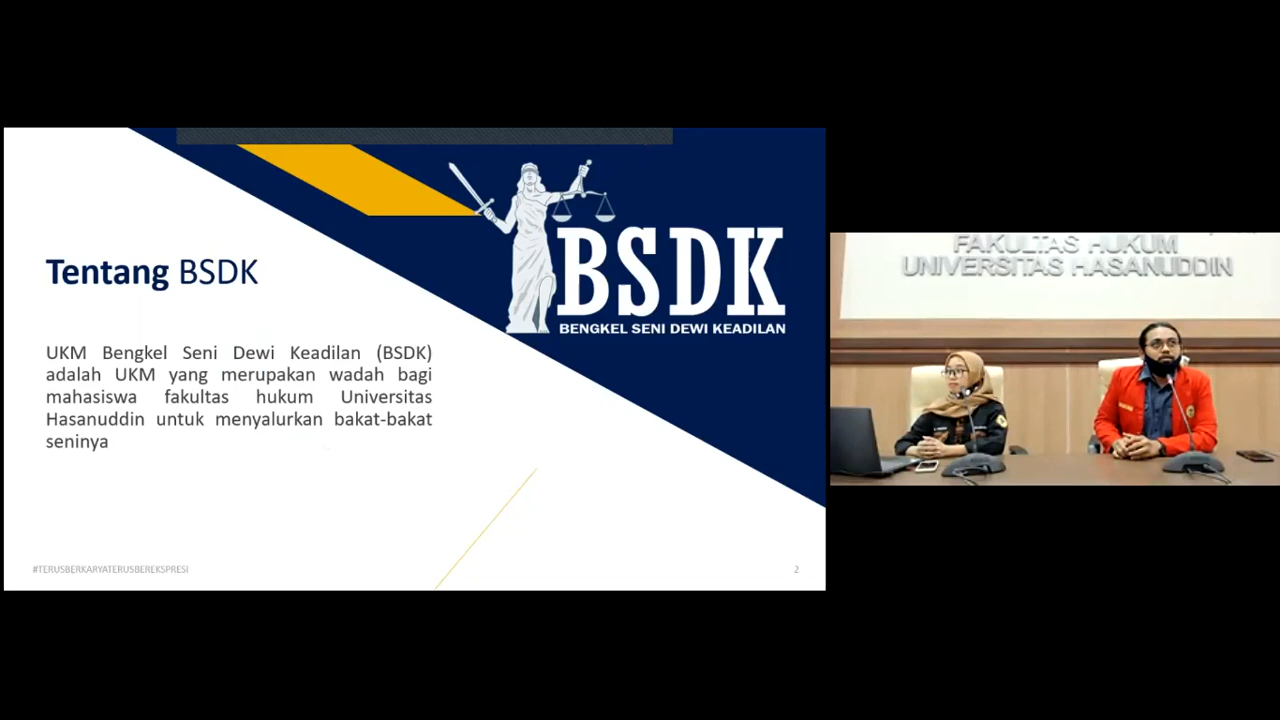 Tentang BSDK
UKM Bengkel Seni Dewi Keadilan (BSDK)
adalah UKM yang merupakan wadah bagi
mahasiswa fakultas hukum Universitas
Hasanuddin untuk menyalurkan bakat-bakat
seninya
#TERUSBERKARYATERUSBEREKSPRESI
2
BSDK
BENGKEL SENI DEWI KEADILAN
FAKULTAS HUKUM
UNIVERSITAS HASANUDDIN